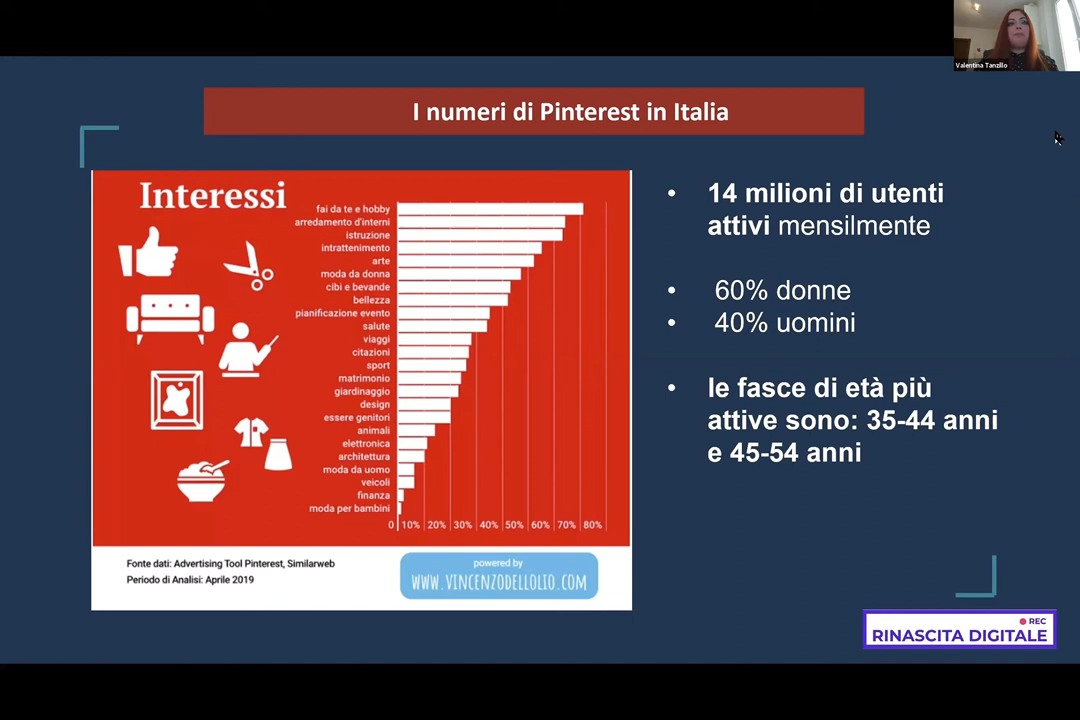 Valentina Tanzillo
I numeri di Pinterest in Italia
Interessi
fai da te e hobby
arredamento d'interni
istruzione
intrattenimento
arte
moda da donna
cibi e bevande
bellezza
pianificazione evento
salute
viaggi
citazioni
sport
matrimonio
giardinaggio
design
essere genitori
animali
elettronica
architettura
moda da uomo
veicoli
finanza
moda per bambini
0 10% 20% 30% 40% 50% 60% 70% 80%
Fonte dati: Advertising Tool Pinterest, Similarweb
Periodo di Analisi: Aprile 2019
powered by
WWW.VINCENZODELLOLIO.COM
• 14 milioni di utenti
attivi mensilmente
• 60% donne
• 40% uomini
• le fasce di età più
attive sono: 35-44 anni
e 45-54 anni
REC
RINASCITA DIGITALE